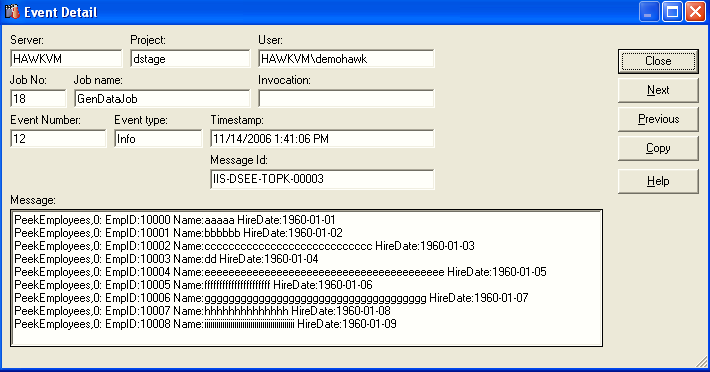 Event Detail
Server: Project: User:
HAWKVM dstage HAWKVM\demohawk
Close
Job No: Job name: Invocation:
18 GenDataJob
Next
Event Number: Event type: Timestamp:
Previous
12 Info 11/14/2006 1:41:06 PM
Copy
Message Id:
IIS-DSEE-TOPK-00003
Help
Message:
PeekEmployees,0: EmpID:10000 Name:aaaaa HireDate:1960-01-01
PeekEmployees,0: EmpID:10001 Name:bbbbbb HireDate:1960-01-02
PeekEmployees,0: EmpID:10002 Name:cccccccccccccccccccccccccccc HireDate:1960-01-03
PeekEmployees,0: EmpID:10003 Name:dd HireDate:1960-01-04
PeekEmployees,0: EmpID:10004 Name:eeeeeeeeeeeeeeeeeeeeeeeeeeeeeeeeeeeeeeee HireDate:1960-01-05
PeekEmployees,0: EmpID:10005 Name:ffffffffffffffffffffff HireDate:1960-01-06
PeekEmployees,0: EmpID:10006 Name:ggggggggggggggggggggggggggggggggggggg HireDate:1960-01-07
PeekEmployees,0: EmpID:10007 Name:hhhhhhhhhhhhhh HireDate:1960-01-08
PeekEmployees,0: EmpID:10008 Name:iiiiiiiiiiiiiiiiiiiiiiiiiiiiiiiiiiiiiiiiiiiii HireDate:1960-01-09